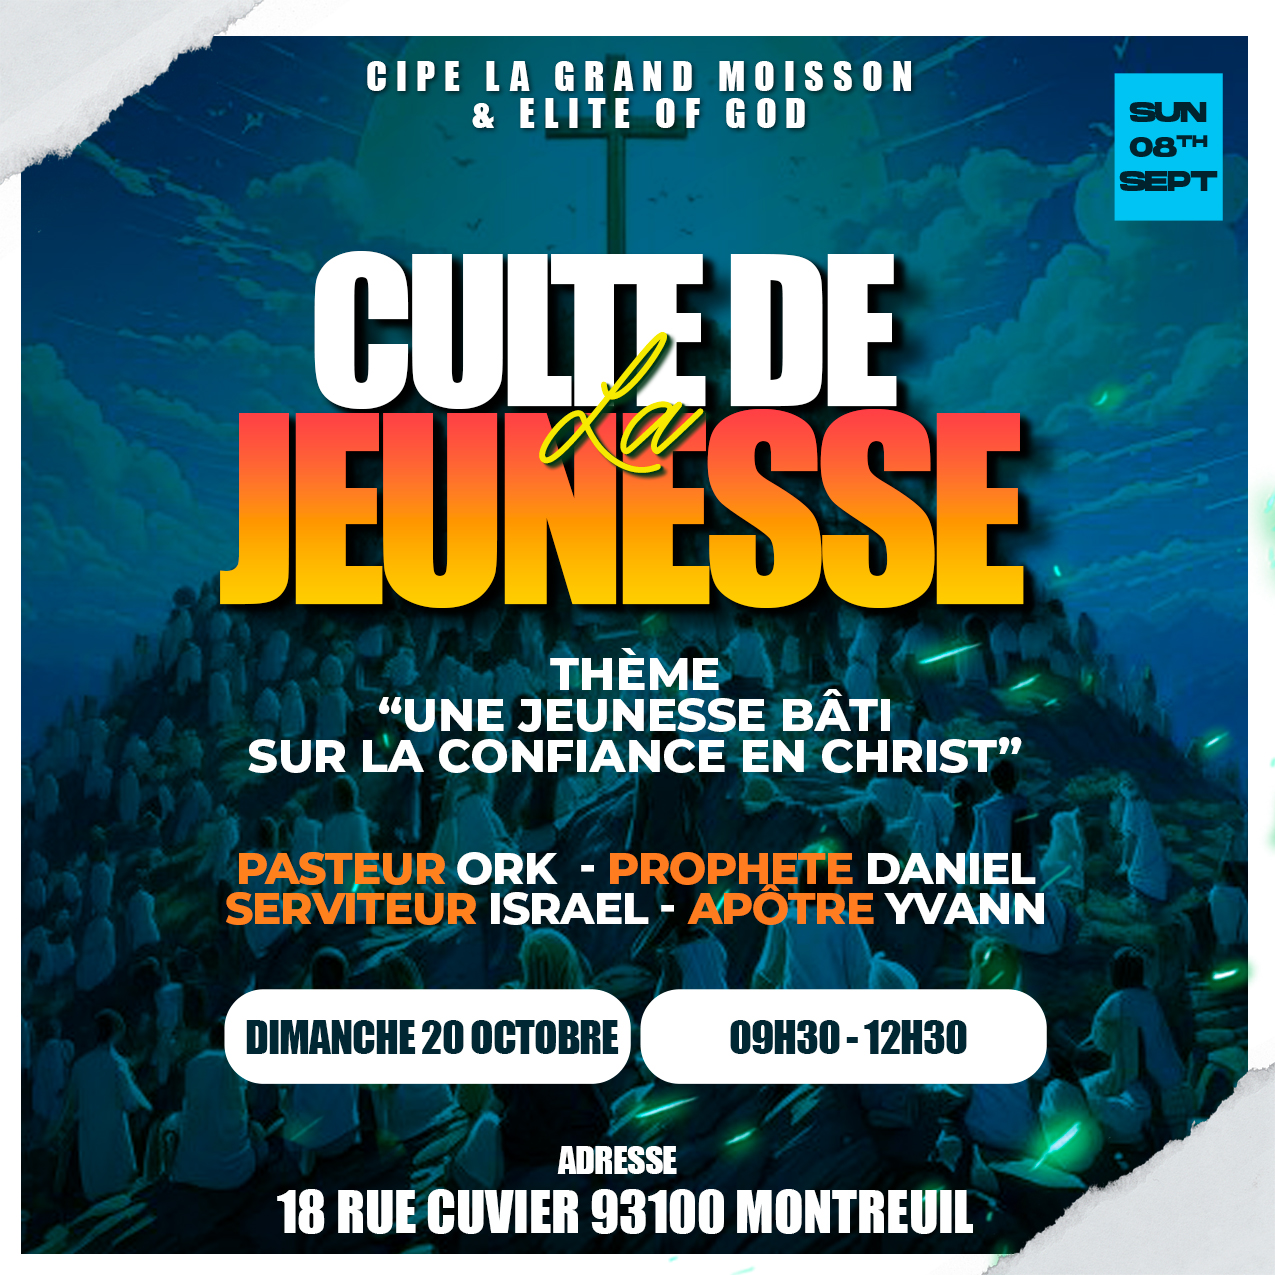 CIPE LA GRAND MOISSON
& ELITE OF GOD
SUN
08TH
SEPT
CULTE DE
La
JEUNESSE
THÈME
“UNE JEUNESSE BÂTI
SUR LA CONFIANCE EN CHRIST”
PASTEUR ORK - PROPHETE DANIEL
SERVITEUR ISRAEL - APÔTRE YVANN
DIMANCHE 20 OCTOBRE
09H30 - 12H30
ADRESSE
18 RUE CUVIER 93100 MONTREUIL